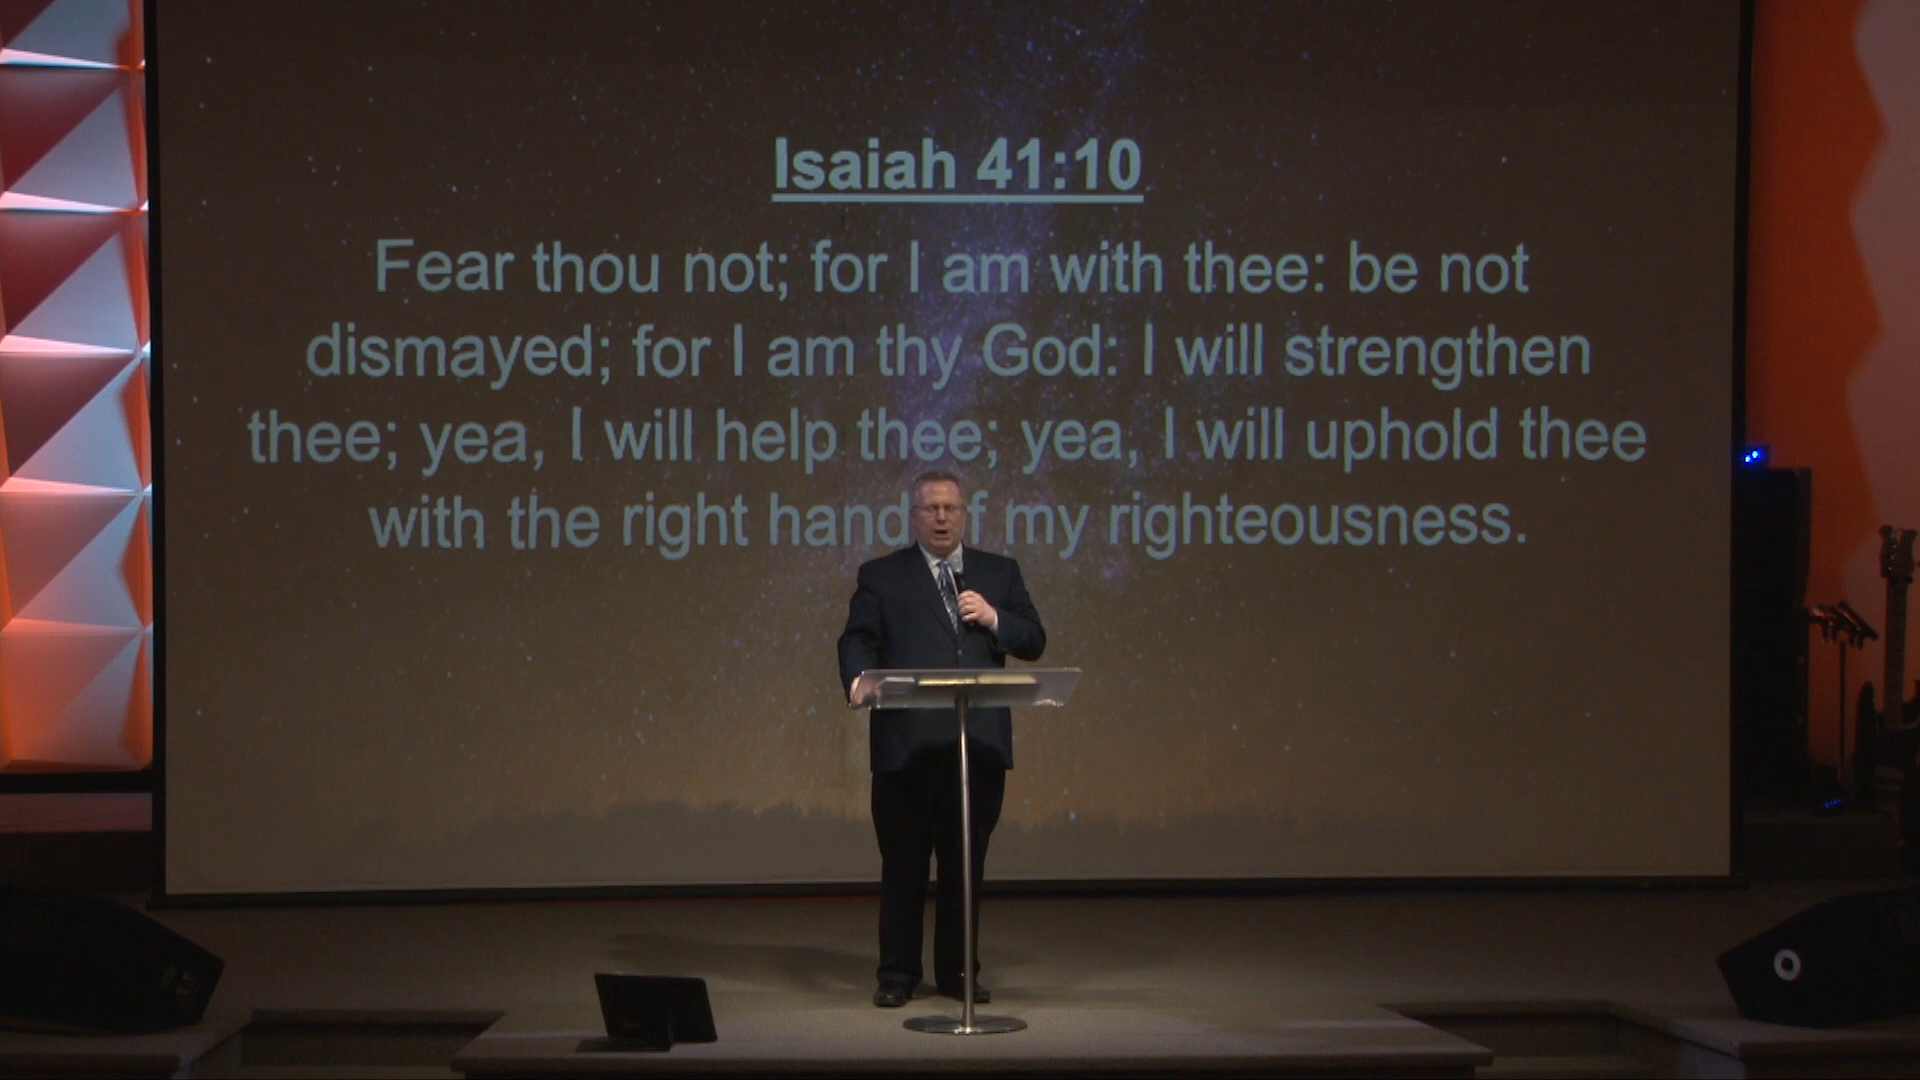 Isaiah 41:10
Fear thou not; for I am with thee: be not
dismayed; for I am thy God: I will strengthen
thee; yea, I will help thee; yea, I will uphold thee
with the right hand of my righteousness.